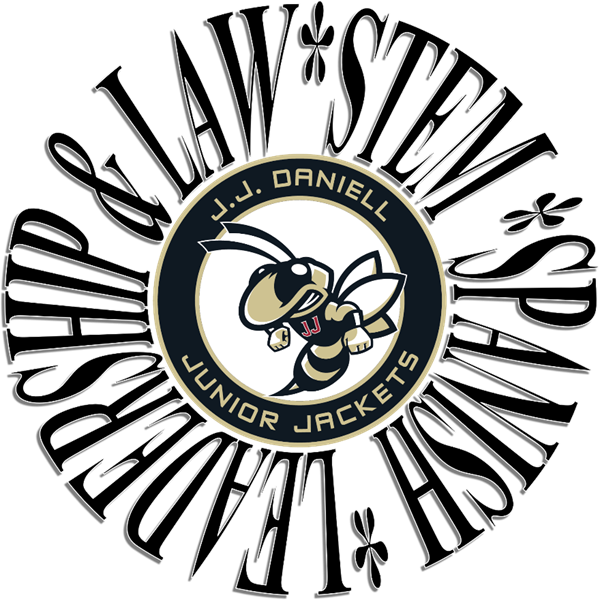 LEADERSHIP & LAW * STEM * SPANISH *
J.J. DANIELL
JJ
JUNIOR JACKETS